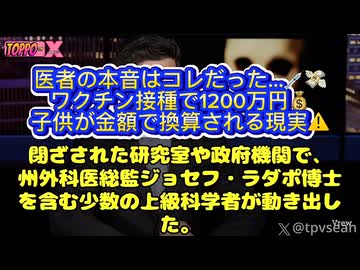 TOPPO X
医者の本音はコレだった...💉💸
ワクチン接種で1200万円💰
子供が金額で換算される現実⚠️
閉ざされた研究室や政府機関で、
州外科医総監ジョセフ・ラダポ博士
を含む少数の上級科学者が動き出し
た。
Vrew
X@tpvsean